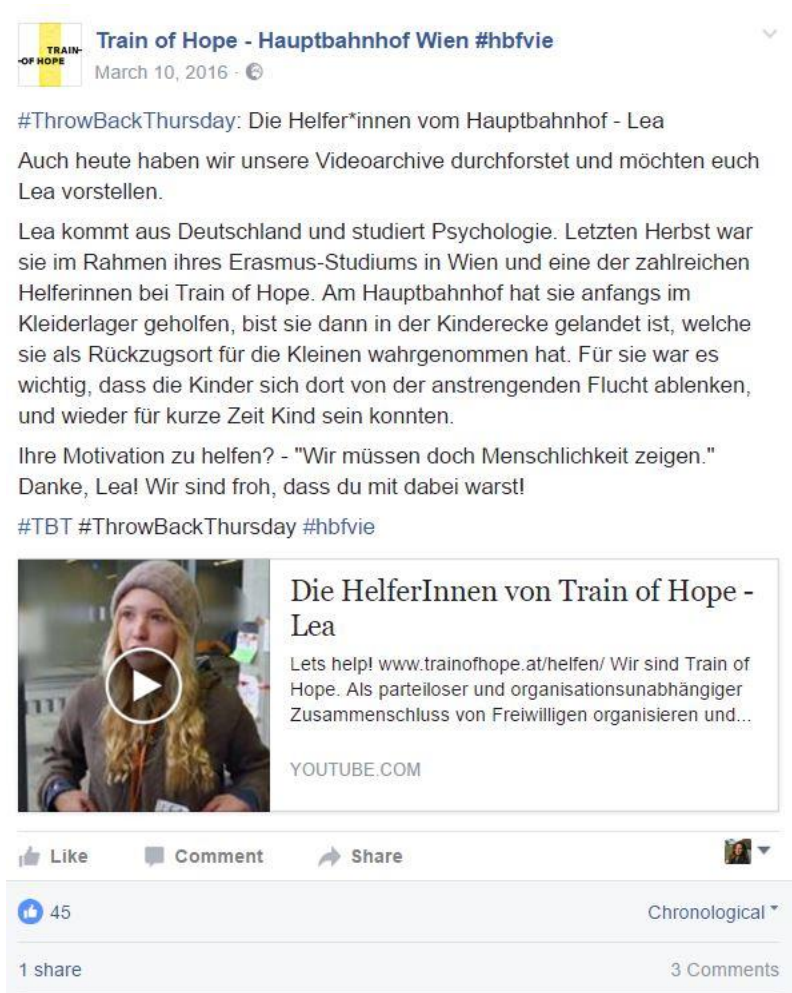 TRAIN-
-OF HOPE
Train of Hope - Hauptbahnhof Wien #hbfvie
March 10, 2016 ·
#ThrowBackThursday: Die Helfer*innen vom Hauptbahnhof - Lea
Auch heute haben wir unsere Videoarchive durchforstet und möchten euch
Lea vorstellen.
Lea kommt aus Deutschland und studiert Psychologie. Letzten Herbst war
sie im Rahmen ihres Erasmus-Studiums in Wien und eine der zahlreichen
Helferinnen bei Train of Hope. Am Hauptbahnhof hat sie anfangs im
Kleiderlager geholfen, bist sie dann in der Kinderecke gelandet ist, welche
sie als Rückzugsort für die Kleinen wahrgenommen hat. Für sie war es
wichtig, dass die Kinder sich dort von der anstrengenden Flucht ablenken,
und wieder für kurze Zeit Kind sein konnten.
Ihre Motivation zu helfen? - "Wir müssen doch Menschlichkeit zeigen."
Danke, Lea! Wir sind froh, dass du mit dabei warst!
#TBT #ThrowBackThursday #hbfvie
Die HelferInnen von Train of Hope -
Lea
Lets help! www.trainofhope.at/helfen/ Wir sind Train of
Hope. Als parteiloser und organisationsunabhängiger
Zusammenschluss von Freiwilligen organisieren und...
YOUTUBE.COM
Like Comment Share
45 Chronological
1 share 3 Comments